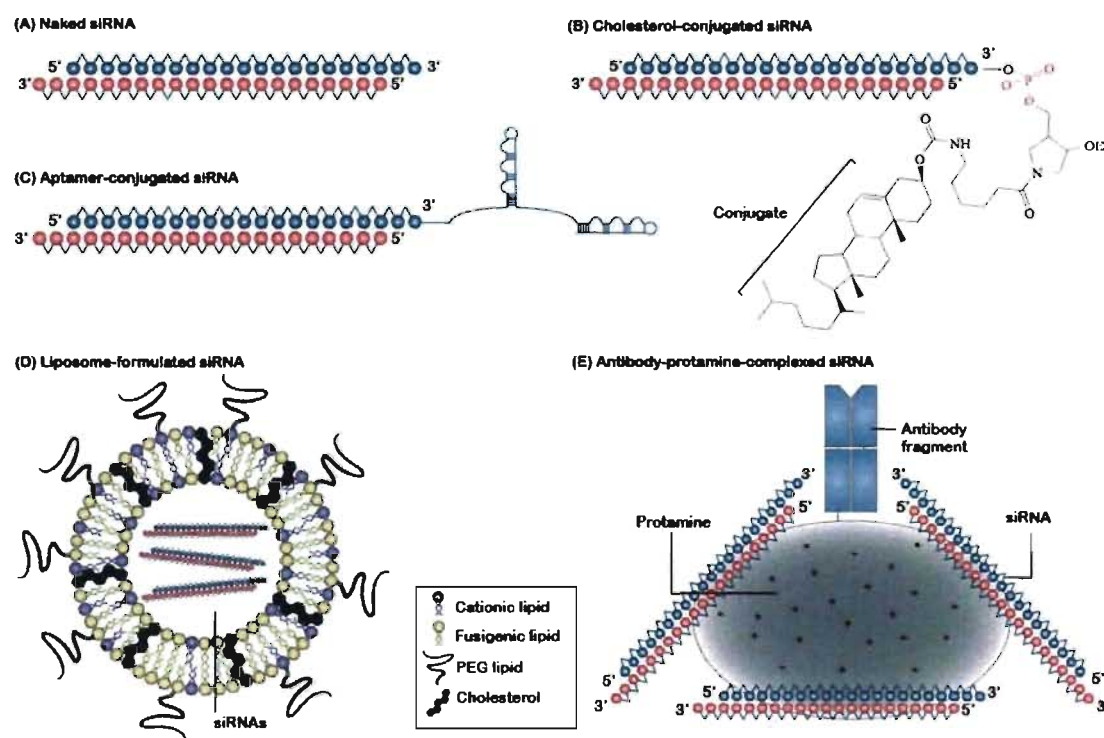 (A) Naked siRNA
5' 3'
3' 5'
(B) Cholesterol-conjugated siRNA
5' 3'
3' 5'
O
O P O
O
O
O NH
O
N
O
OE
Conjugate
(C) Aptamer-conjugated siRNA
5' 3'
3' 5'
(D) Liposome-formulated siRNA
siRNAs
Cationic lipid
Fusigenic lipid
PEG lipid
Cholesterol
(E) Antibody-protamine-complexed siRNA
Antibody
fragment
Protamine
siRNA
3' 3'
5' 5'
5' 5'
3' 3'
5' 3'
3' 5'